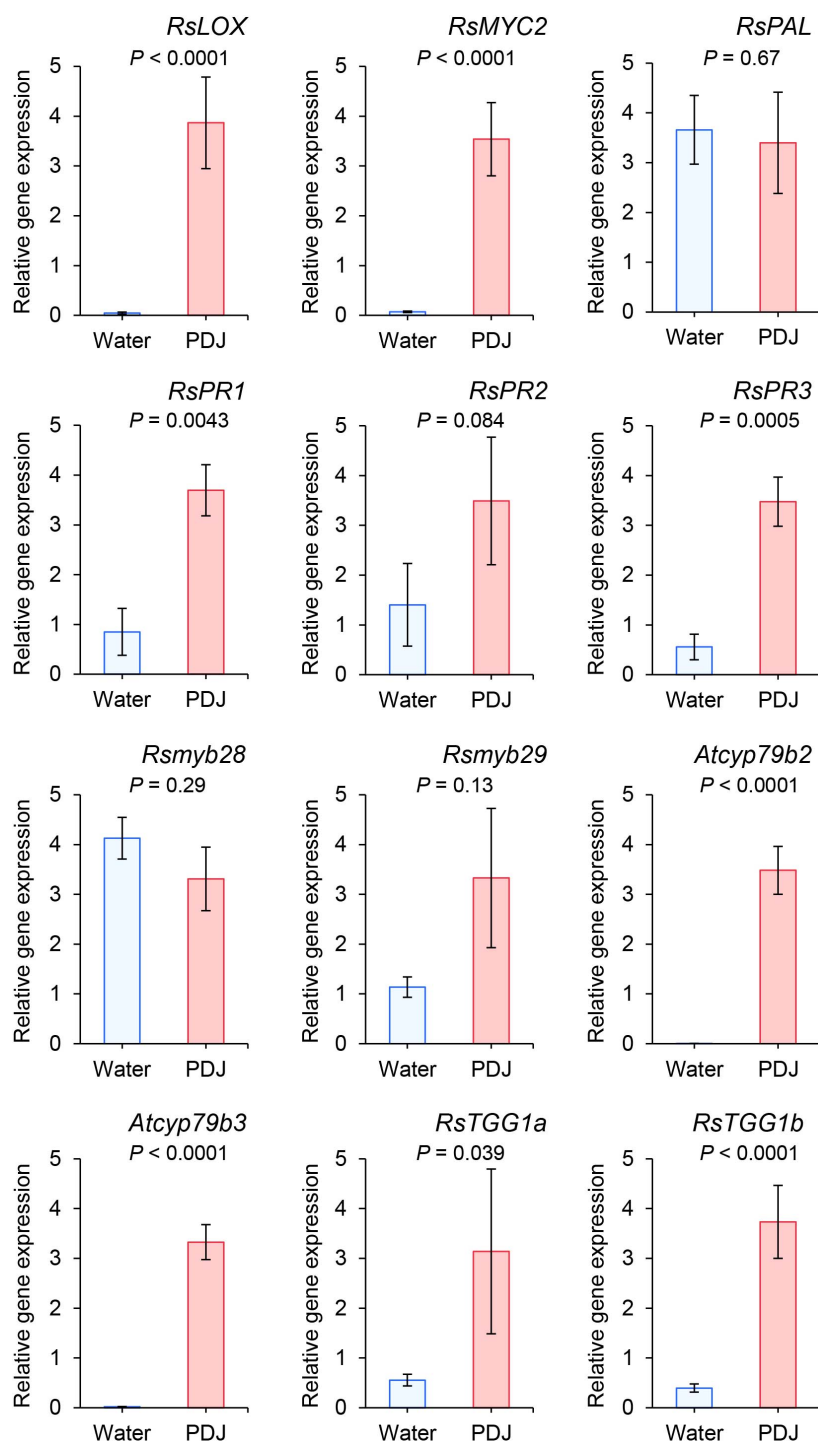 RsLOX
P < 0.0001
Relative gene expression
5
4
3
2
1
0
Water PDJ
RsMYC2
P < 0.0001
Relative gene expression
5
4
3
2
1
0
Water PDJ
RsPAL
P = 0.67
Relative gene expression
5
4
3
2
1
0
Water PDJ
RsPR1
P = 0.0043
Relative gene expression
5
4
3
2
1
0
Water PDJ
RsPR2
P = 0.084
Relative gene expression
5
4
3
2
1
0
Water PDJ
RsPR3
P = 0.0005
Relative gene expression
5
4
3
2
1
0
Water PDJ
Rsmyb28
P = 0.29
Relative gene expression
5
4
3
2
1
0
Water PDJ
Rsmyb29
P = 0.13
Relative gene expression
5
4
3
2
1
0
Water PDJ
Atcyp79b2
P < 0.0001
Relative gene expression
5
4
3
2
1
0
Water PDJ
Atcyp79b3
P < 0.0001
Relative gene expression
5
4
3
2
1
0
Water PDJ
RsTGG1a
P = 0.039
Relative gene expression
5
4
3
2
1
0
Water PDJ
RsTGG1b
P < 0.0001
Relative gene expression
5
4
3
2
1
0
Water PDJ